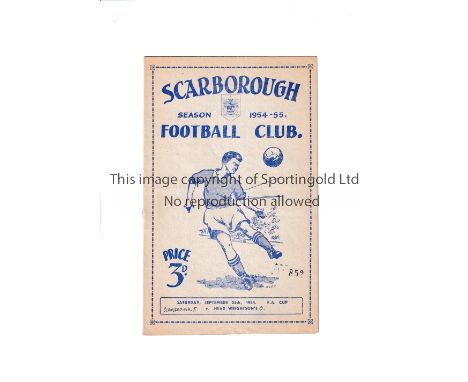 SCARBOROUGH
SEASON 1954-55.
FOOTBALL CLUB.
This image copyright of Sportingold Ltd
No reproduction allowed
PRICE
3D.
859
SATURDAY, SEPTEMBER 25th, 1954. F.A. CUP
v. HEAD WRIGHTSON'S